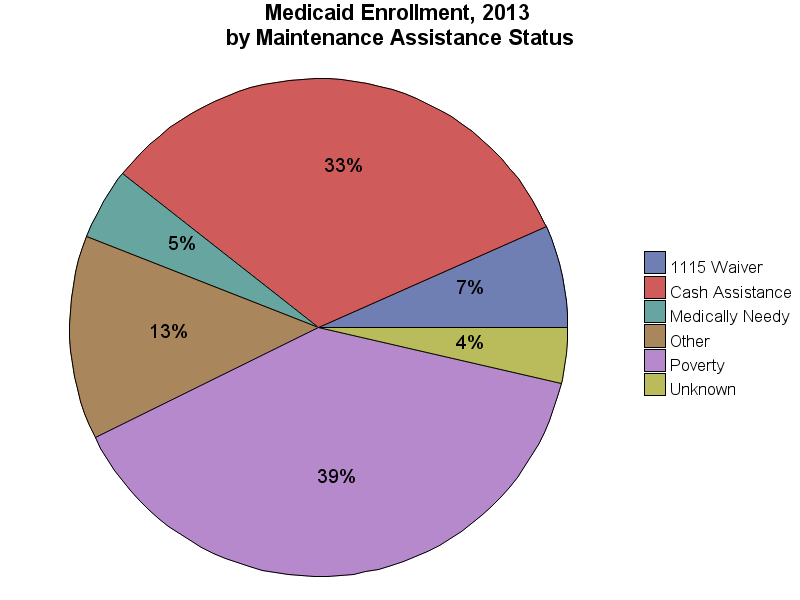 Medicaid Enrollment, 2013
by Maintenance Assistance Status
33%
5%
7%
13%
4%
39%
1115 Waiver
Cash Assistance
Medically Needy
Other
Poverty
Unknown